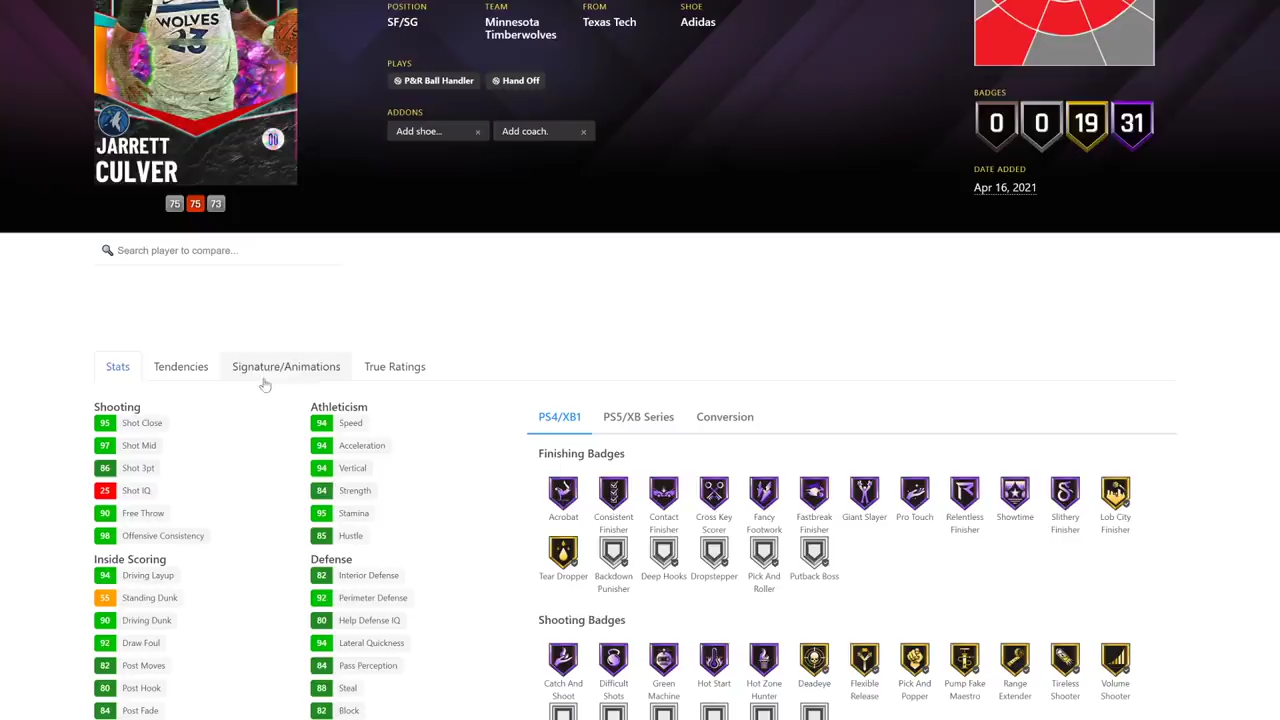 WOLVES
23
JARRETT
CULVER
75 75 73
POSITION
SF/SG
TEAM
Minnesota
Timberwolves
FROM
Texas Tech
SHOE
Adidas
PLAYS
P&R Ball Handler Hand Off
ADDONS
Add shoe... × Add coach. ×
BADGES
0 0 19 31
DATE ADDED
Apr 16, 2021
Search player to compare...
Stats Tendencies Signature/Animations True Ratings
Shooting
95 Shot Close
97 Shot Mid
86 Shot 3pt
25 Shot IQ
90 Free Throw
98 Offensive Consistency
Inside Scoring
94 Driving Layup
55 Standing Dunk
90 Driving Dunk
92 Draw Foul
82 Post Moves
80 Post Hook
84 Post Fade
Athleticism
94 Speed
94 Acceleration
94 Vertical
84 Strength
95 Stamina
85 Hustle
Defense
82 Interior Defense
92 Perimeter Defense
80 Help Defense IQ
94 Lateral Quickness
84 Pass Perception
88 Steal
82 Block
PS4/XB1 PS5/XB Series Conversion
Finishing Badges
Acrobat
Consistent
Finisher
Contact
Finisher
Cross Key
Scorer
Fancy
Footwork
Fastbreak
Finisher
Giant Slayer
Pro Touch
Relentless
Finisher
Showtime
Slithery
Finisher
Lob City
Finisher
Tear Dropper
Backdown
Punisher
Deep Hooks
Dropstepper
Pick And
Roller
Putback Boss
Shooting Badges
Catch And
Shoot
Difficult
Shots
Green
Machine
Hot Start
Hot Zone
Hunter
Deadeye
Flexible
Release
Pick And
Popper
Pump Fake
Maestro
Range
Extender
Tireless
Shooter
Volume
Shooter